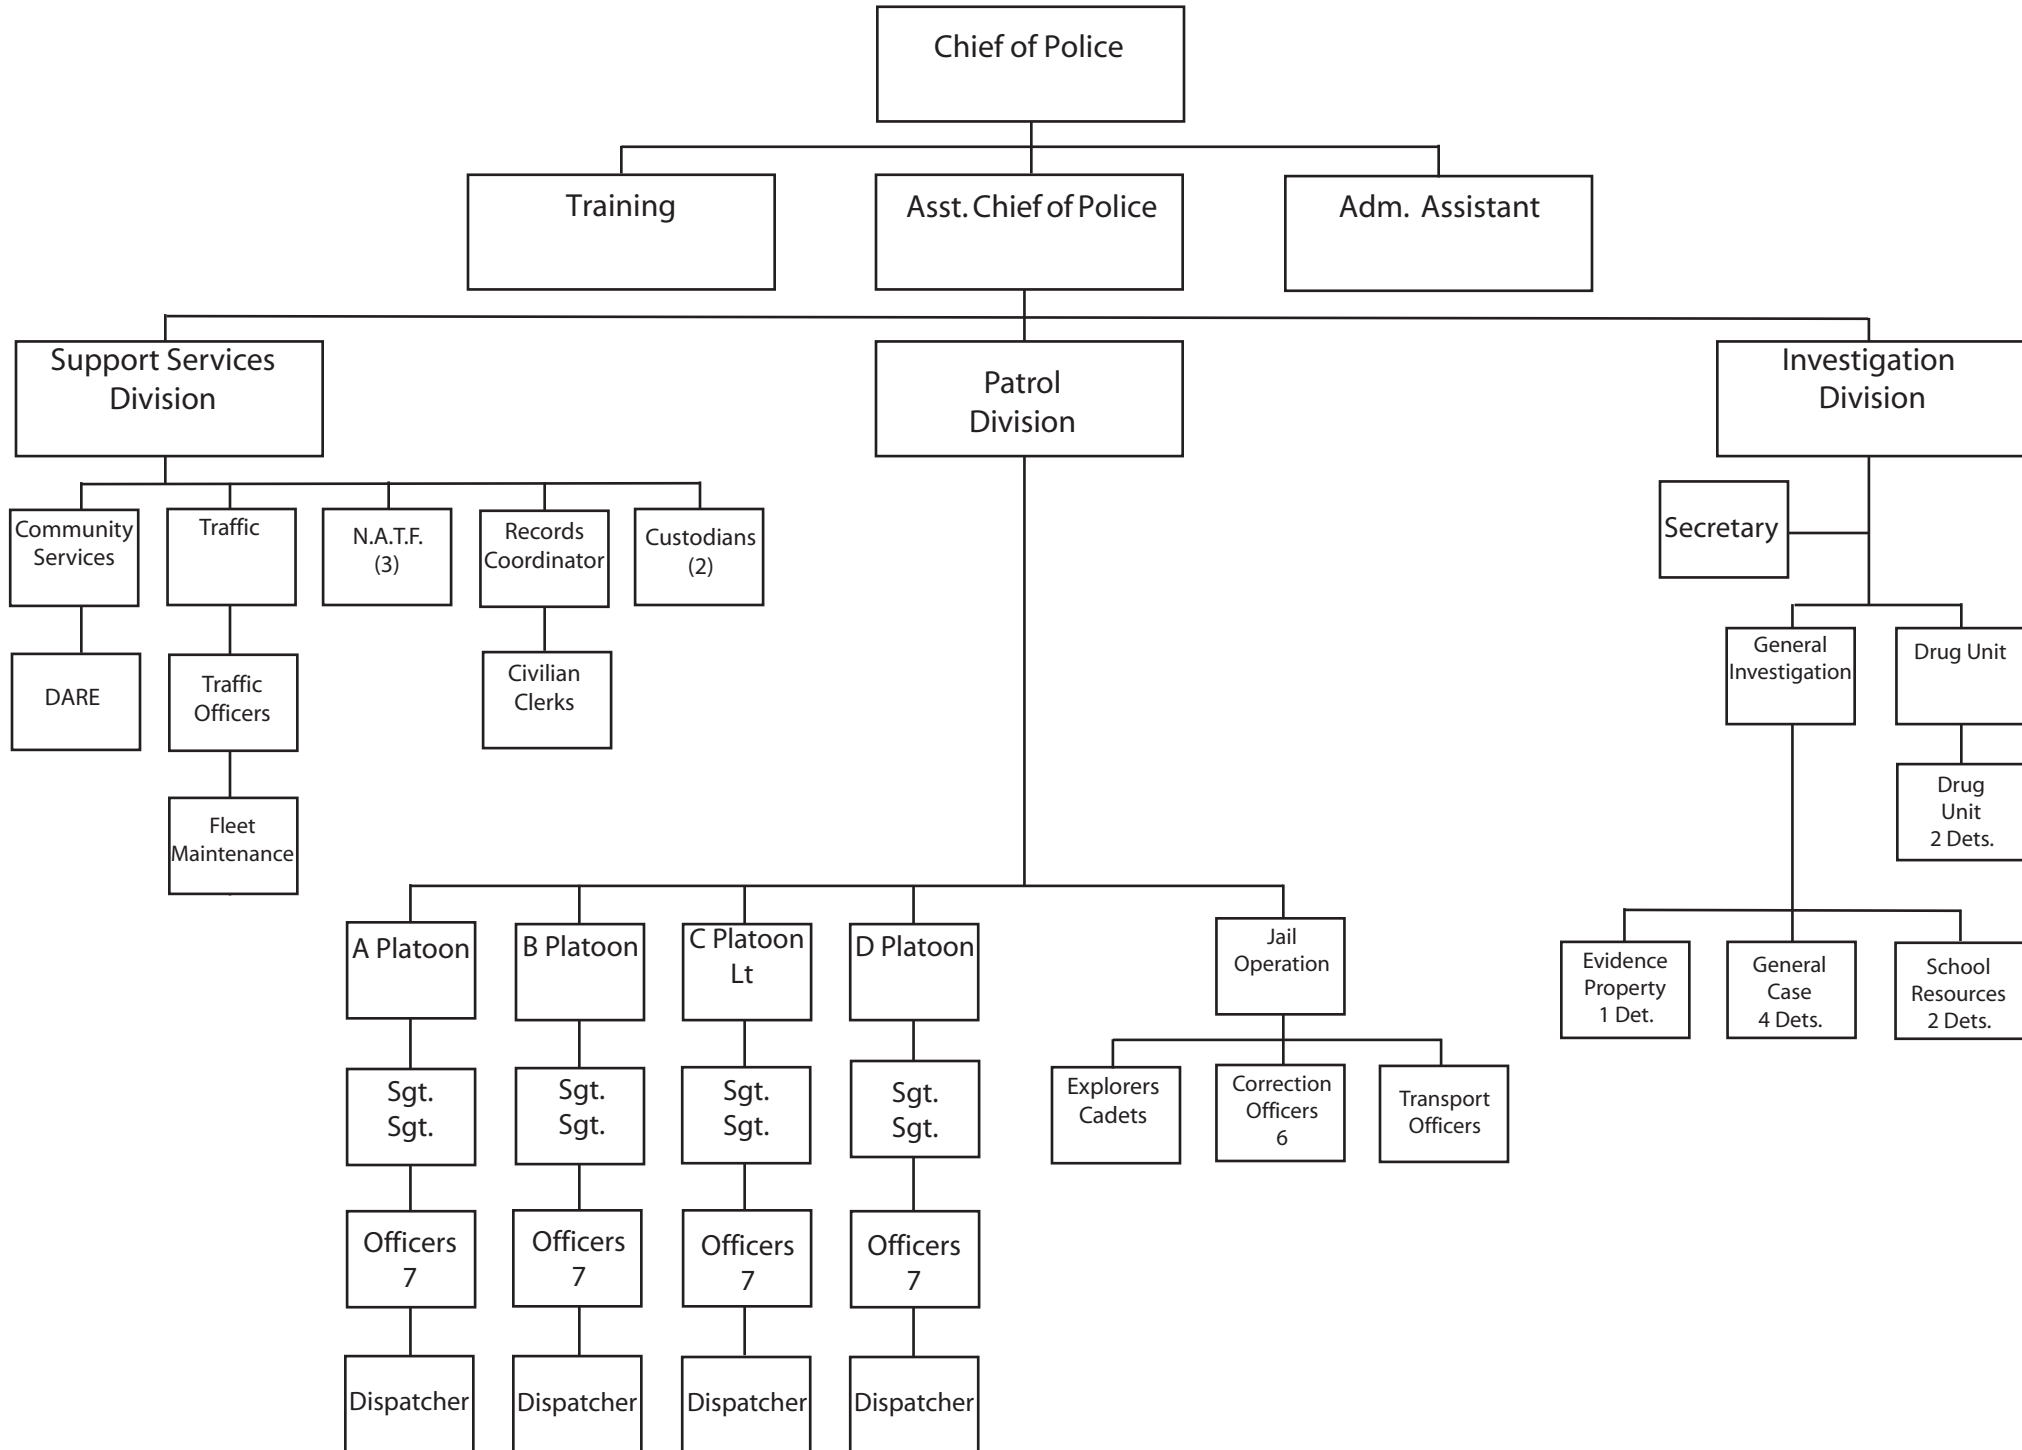 Chief of Police
Training
Asst. Chief of Police
Adm. Assistant
Support Services
Division
Patrol
Division
Investigation
Division
Secretary
Community
Services
Traffic
N.A.T.F.
(3)
Records
Coordinator
Custodians
(2)
General
Investigation
Drug Unit
DARE
Traffic
Officers
Civilian
Clerks
Drug
Unit
2 Dets.
Fleet
Maintenance
A Platoon
B Platoon
C Platoon
Lt
D Platoon
Jail
Operation
Evidence
Property
1 Det.
General
Case
4 Dets.
School
Resources
2 Dets.
Sgt.
Sgt.
Sgt.
Sgt.
Sgt.
Sgt.
Sgt.
Sgt.
Explorers
Cadets
Correction
Officers
6
Transport
Officers
Officers
7
Officers
7
Officers
7
Officers
7
Dispatcher
Dispatcher
Dispatcher
Dispatcher